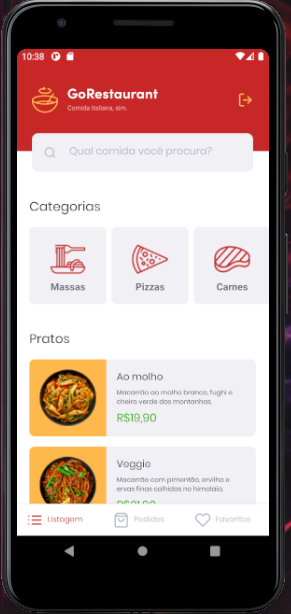 10:38
GoRestaurant
Comida Italiana, sim.
Qual comida você procura?
Categorias
Massas
Pizzas
Carnes
Pratos
Ao molho
Macarrão ao molho branco, fughi e
cheiro verde das montanhas.
R$19,90
Veggie
Macarrão com pimentão, ervilha e
ervas finas colhidas no himalaia.
R$21,90
Listagem
Pedidos
Favoritos